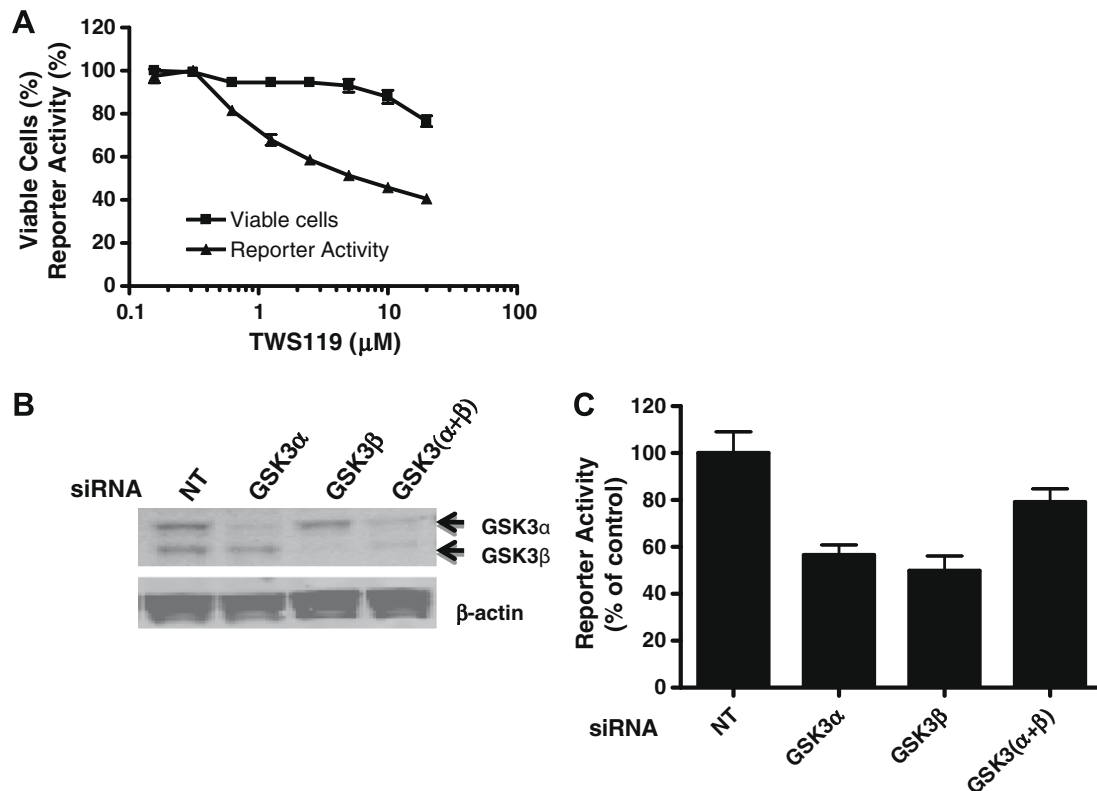 A
120
100
80
60
40
20
0
Viable Cells (%)
Reporter Activity (%)
Viable cells
Reporter Activity
0.1
1
10
100
TWS119 (μM)
B
siRNA
NT
GSK3α
GSK3β
GSK3(α+β)
GSK3α
GSK3β
β-actin
C
120
100
80
60
40
20
0
Reporter Activity
(% of control)
siRNA
NT
GSK3α
GSK3β
GSK3(α+β)